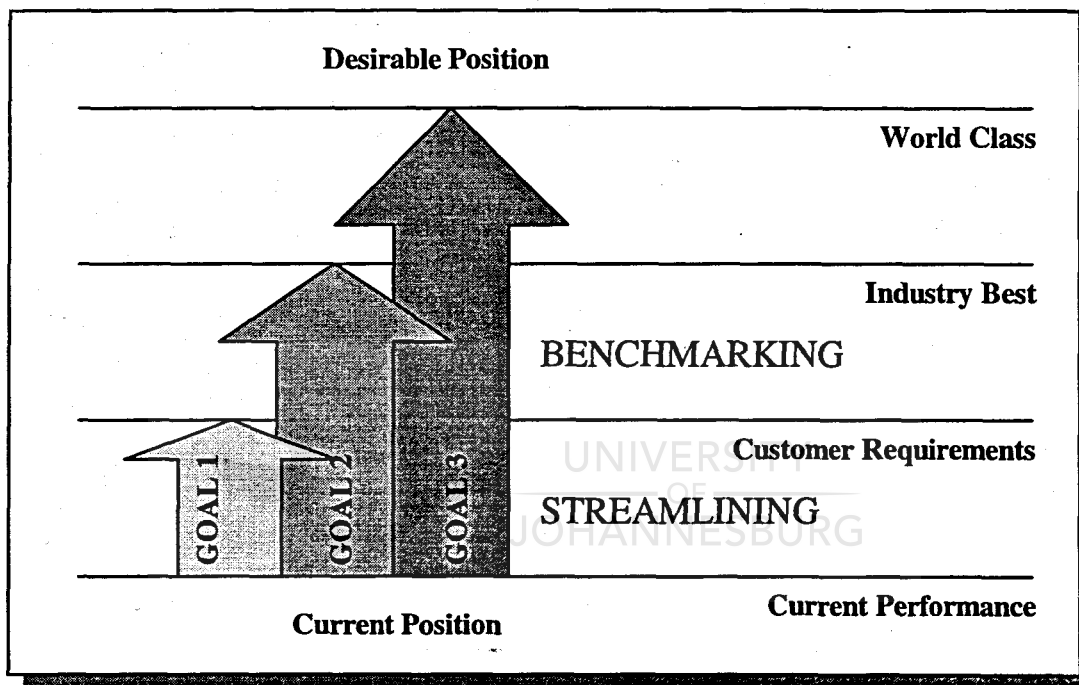 Desirable Position
World Class
Industry Best
BENCHMARKING
Customer Requirements
UNIVERSITY
OF
JOHANNESBURG
STREAMLINING
GOAL 1
GOAL 2
GOAL 3
Current Performance
Current Position